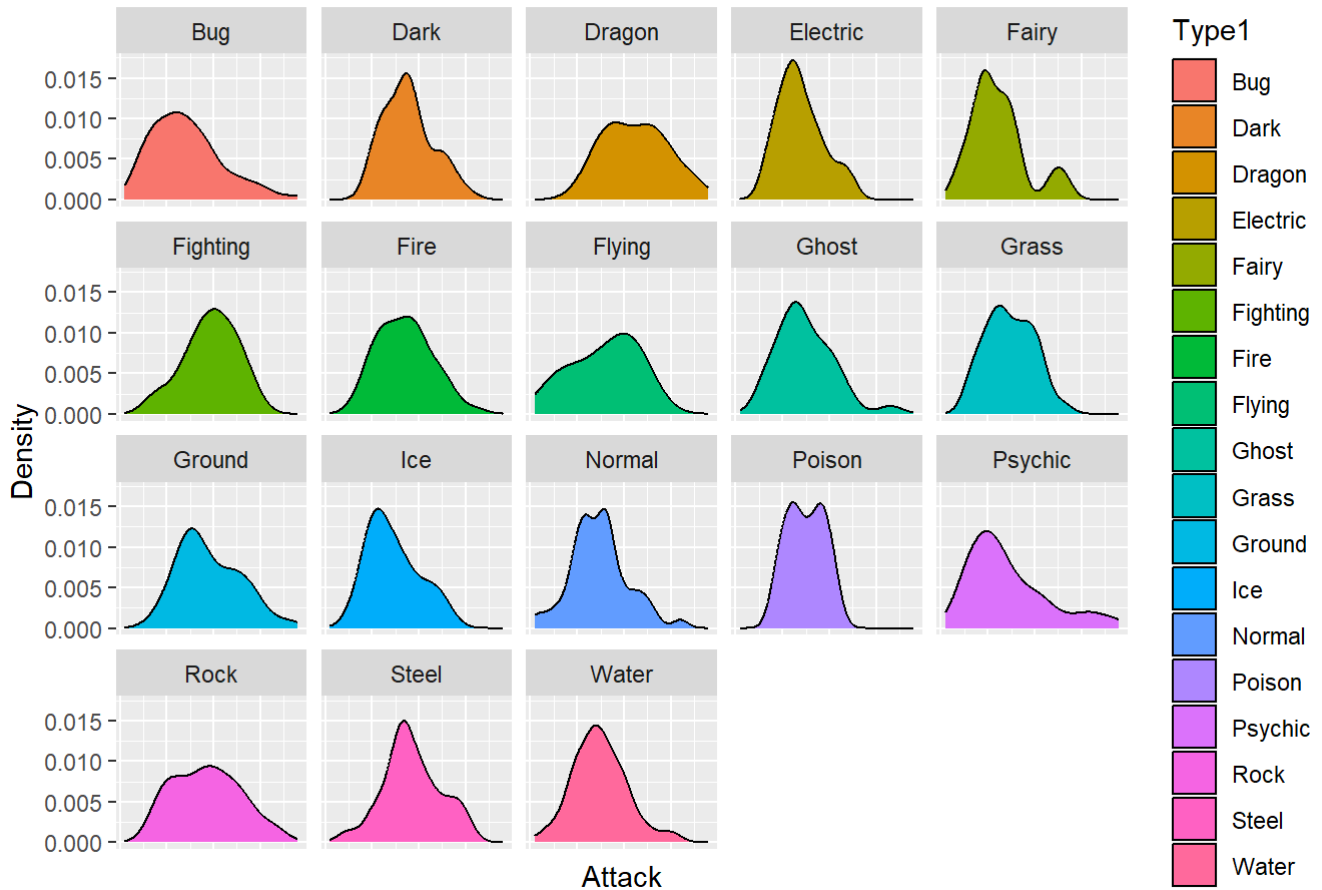 Bug Dark Dragon Electric Fairy
0.015
0.010
0.005
0.000
Fighting Fire Flying Ghost Grass
0.015
0.010
0.005
0.000
Ground Ice Normal Poison Psychic
0.015
0.010
0.005
0.000
Rock Steel Water
0.015
0.010
0.005
0.000
Density
Attack
Type1
Bug
Dark
Dragon
Electric
Fairy
Fighting
Fire
Flying
Ghost
Grass
Ground
Ice
Normal
Poison
Psychic
Rock
Steel
Water